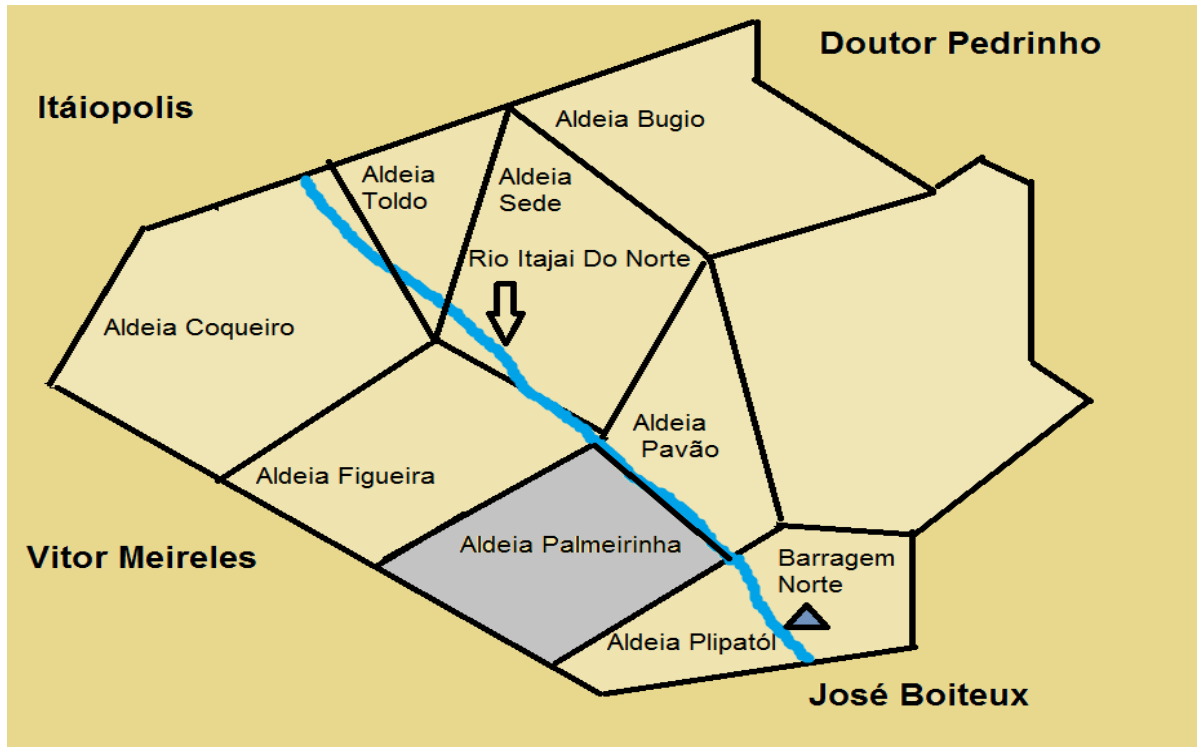 Doutor Pedrinho
Itáiopolis
Aldeia Bugio
Aldeia
Toldo
Aldeia
Sede
Rio Itajai Do Norte
Aldeia Coqueiro
Aldeia
Pavão
Aldeia Figueira
Aldeia Palmeirinha
Vitor Meireles
Barragem
Norte
Aldeia Plipatól
José Boiteux